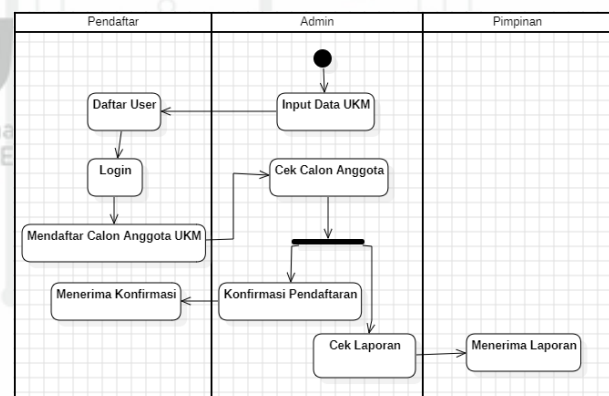 Pendaftar
Admin
Pimpinan
Input Data UKM
Daftar User
Login
Mendaftar Calon Anggota UKM
Cek Calon Anggota
Konfirmasi Pendaftaran
Menerima Konfirmasi
Cek Laporan
Menerima Laporan